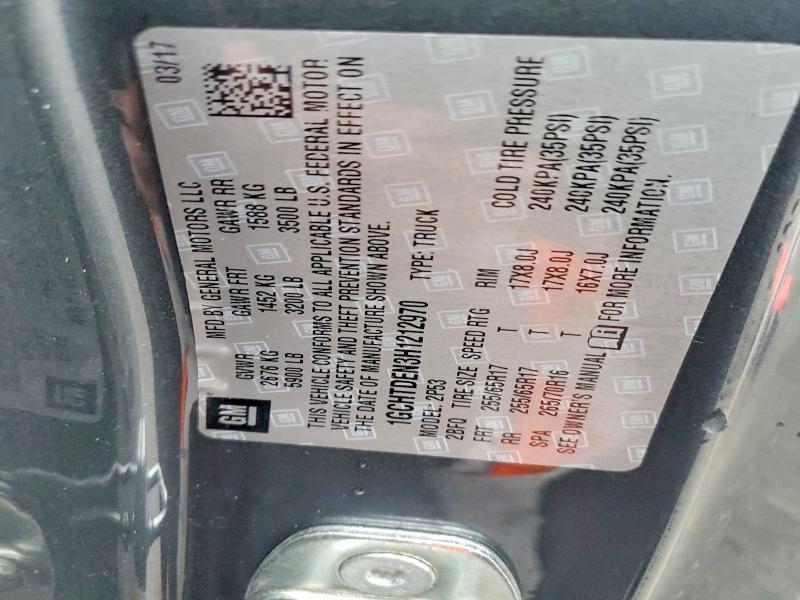 03/17
GM
MFD BY GENERAL MOTORS LLC
GVWR GAWR FRT GAWR RR
2676 KG 1452 KG 1588 KG
5900 LB 3200 LB 3500 LB
THIS VEHICLE CONFORMS TO ALL APPLICABLE U.S. FEDERAL MOTOR
VEHICLE SAFETY AND THEFT PREVENTION STANDARDS IN EFFECT ON
THE DATE OF MANUFACTURE SHOWN ABOVE.
1GCHTDEN3H1212970 TYPE: TRUCK
MODEL: 2P43
2BFQ TIRE-SIZE SPEED RTG RIM COLD TIRE PRESSURE
FRT 255/65R17 T 17X8.0J 240KPA(35PSI)
RR 255/65R17 T 17X8.0J 240KPA(35PSI)
SPA 265/70R16 T 16X7.0J 240KPA(35PSI)
SEE OWNER'S MANUAL FOR MORE INFORMATION.